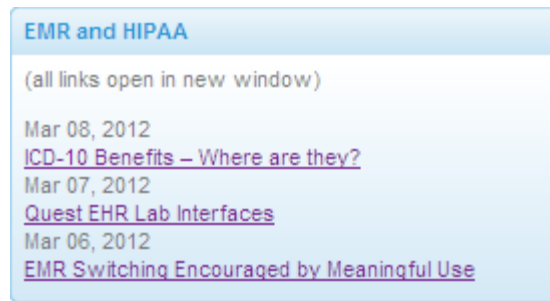 EMR and HIPAA
(all links open in new window)
Mar 08, 2012
ICD-10 Benefits – Where are they?
Mar 07, 2012
Quest EHR Lab Interfaces
Mar 06, 2012
EMR Switching Encouraged by Meaningful Use